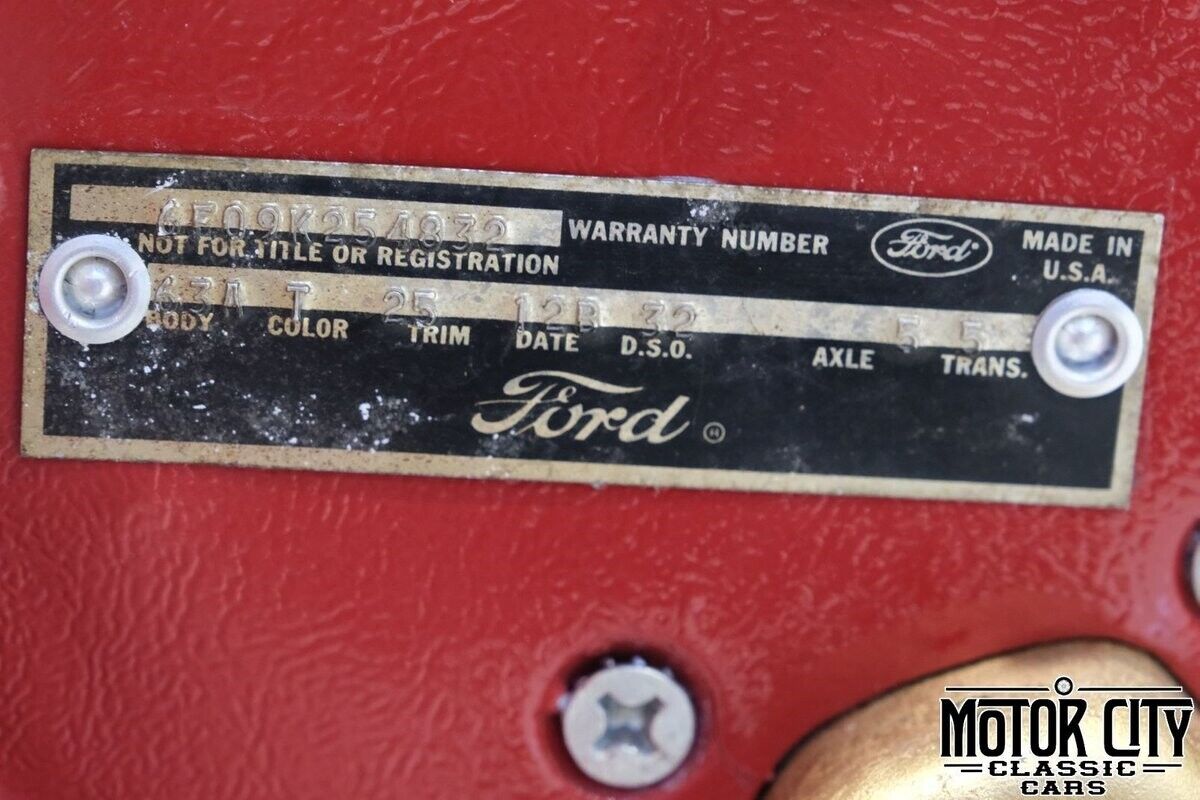 6F09K254832 WARRANTY NUMBER Ford MADE IN
U.S.A.
NOT FOR TITLE OR REGISTRATION
63A T 25 12B 32 5 5
BODY COLOR TRIM DATE D.S.O. AXLE TRANS.
Ford
MOTOR CITY
CLASSIC
CARS